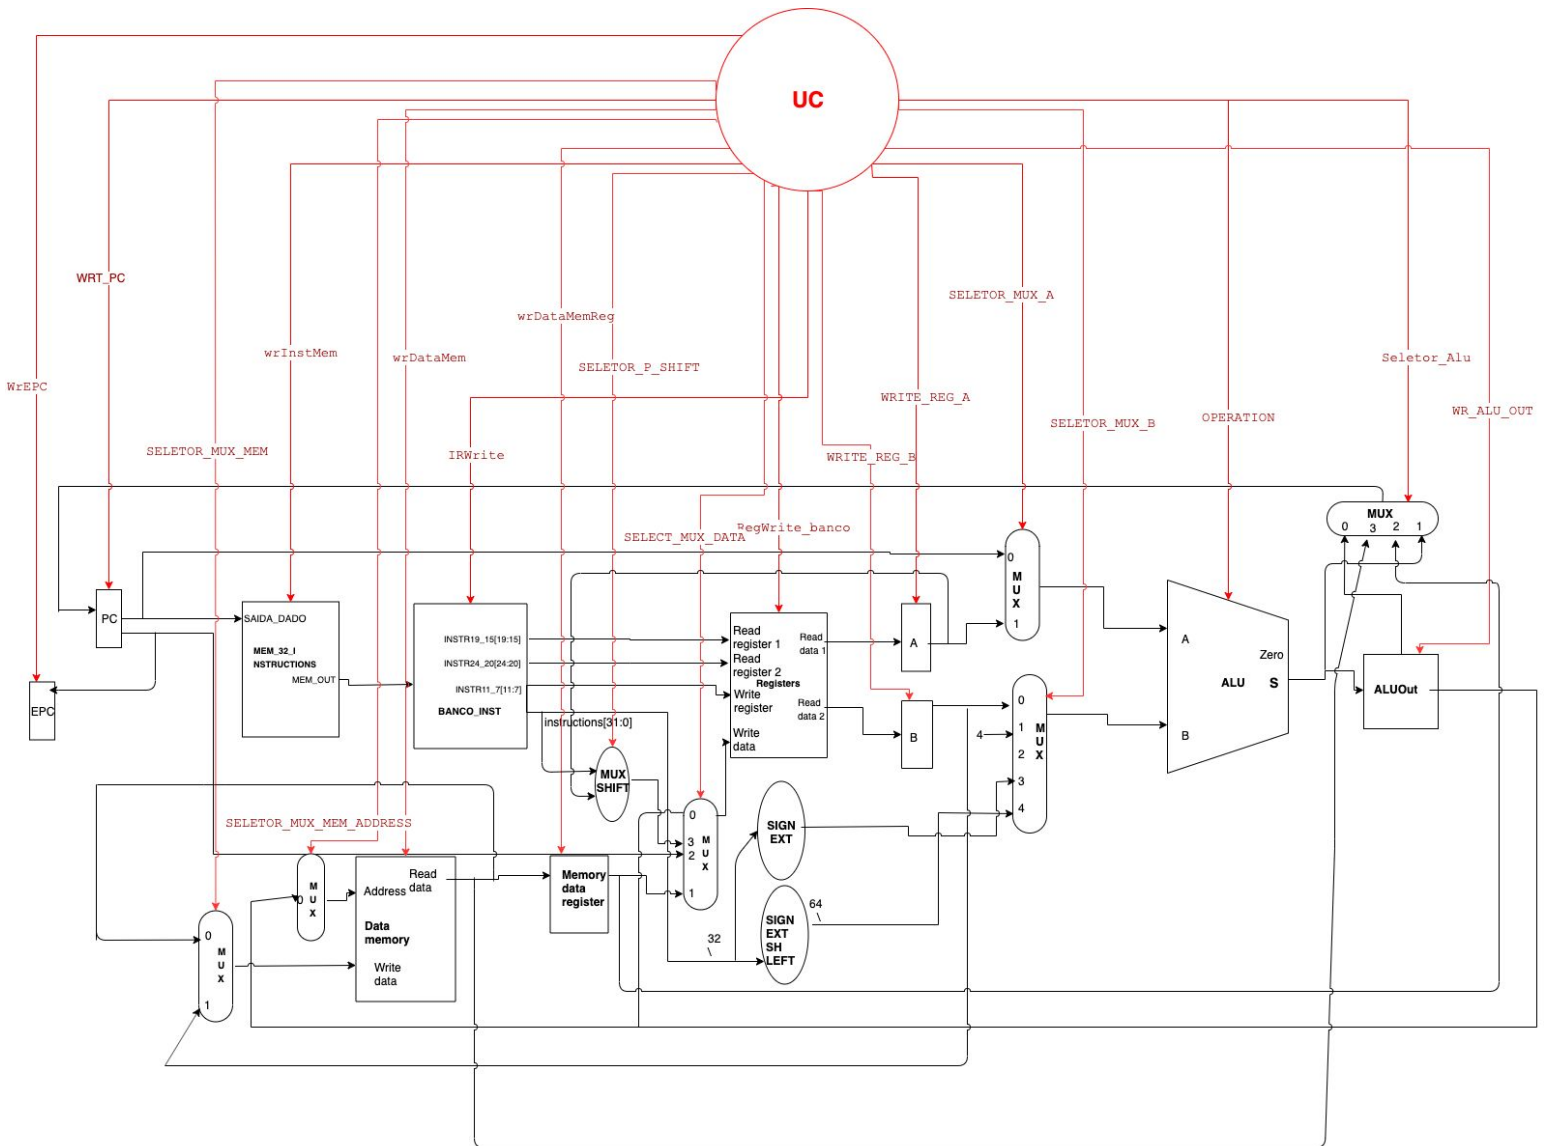 UC
WRT_PC
SELETOR_MUX_A
wrDataMemReg
wrInstMem
wrDataMem
SELETOR_P_SHIFT
Seletor_Alu
WrEPC
WRITE_REG_A
WR_ALU_OUT
OPERATION
SELETOR_MUX_B
SELETOR_MUX_MEM
IRWrite
WRITE_REG_B
RegWrite_banco
SELECT_MUX_DATA
MUX
0 3 2 1
0
M
U
X
1
PC
SAIDA_DADO
MEM_32_I
NSTRUCTIONS
MEM_OUT
INSTR19_15[19:15]
INSTR24_20[24:20]
INSTR11_7[11:7]
BANCO_INST
instructions[31:0]
Read
register 1
Read
data 1
Read
register 2
Registers
Write
register
Read
data 2
Write
data
A
B
A
Zero
ALU
S
B
ALUOut
EPC
0
1
2
3
4
M
U
X
4
MUX
SHIFT
0
3
2
1
M
U
X
SIGN
EXT
SELETOR_MUX_MEM_ADDRESS
0
M
U
X
Address
Read
data
Data
memory
Write
data
Memory
data
register
SIGN
EXT
SH
LEFT
64
\
32
\
0
M
U
X
1